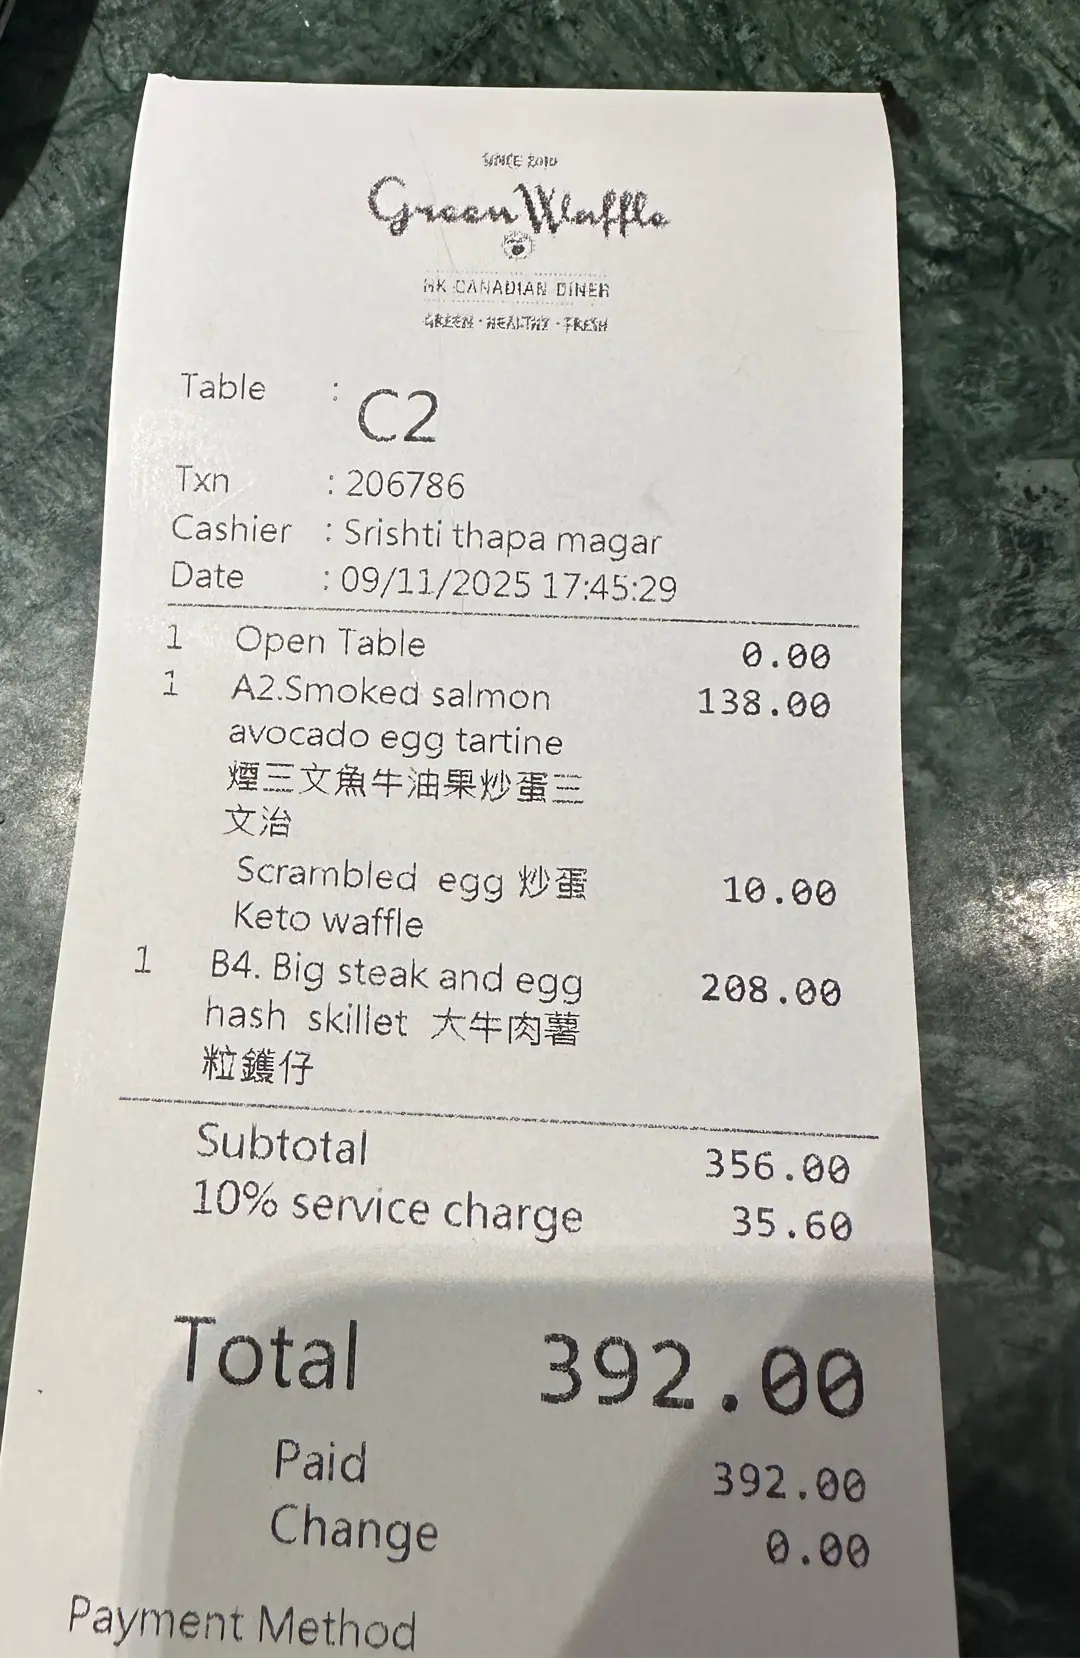 SINCE 2010
Green Waffle
HK CANADIAN DINER
GREEN · HEALTHY · FRESH
Table : C2
Txn : 206786
Cashier : Srishti thapa magar
Date : 09/11/2025 17:45:29
1 Open Table 0.00
1 A2.Smoked salmon 138.00
avocado egg tartine
煙三文魚牛油果炒蛋三
文治
Scrambled egg 炒蛋 10.00
Keto waffle
1 B4. Big steak and egg 208.00
hash skillet 大牛肉薯
粒鑊仔
Subtotal 356.00
10% service charge 35.60
Total 392.00
Paid 392.00
Change 0.00
Payment Method